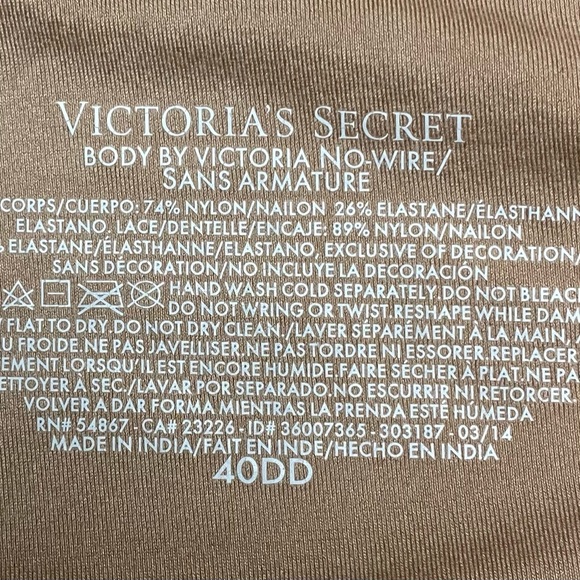 VICTORIA'S SECRET
BODY BY VICTORIA NO-WIRE/
SANS ARMATURE
CORPS/CUERPO: 74% NYLON/NAILON 26% ELASTANE/ÉLASTHANN
ELASTANO, LACE/DENTELLE/ENCAJE: 89% NYLON/NAILON
% ELASTANE/ÉLASTHANNE/ELASTANO, EXCLUSIVE OF DECORATION/
SANS DÉCORATION/NO INCLUYE LA DECORACIÓN
HAND WASH COLD SEPARATELY. DO NOT BLEAC
DO NOT WRING OR TWIST. RESHAPE WHILE DAM
/ FLAT TO DRY. DO NOT DRY CLEAN/LAVER SÉPARÉMENT À LA MAIN,
U FROIDE. NE PAS JAVELLISER. NE PAS TORDRE NI ESSORER. REPLACER
EMENT LORSQU'IL EST ENCORE HUMIDE. FAIRE SÉCHER À PLAT. NE PA
ETTOYER À SEC./LAVAR POR SEPARADO. NO ESCURRIR NI RETORCER.
VOLVER A DAR FORMA MIENTRAS LA PRENDA ESTÉ HÚMEDA
RN# 54867 - CA# 23226 - ID# 36007365 - 303187 - 03/14
MADE IN INDIA/FAIT EN INDE/HECHO EN INDIA
40DD